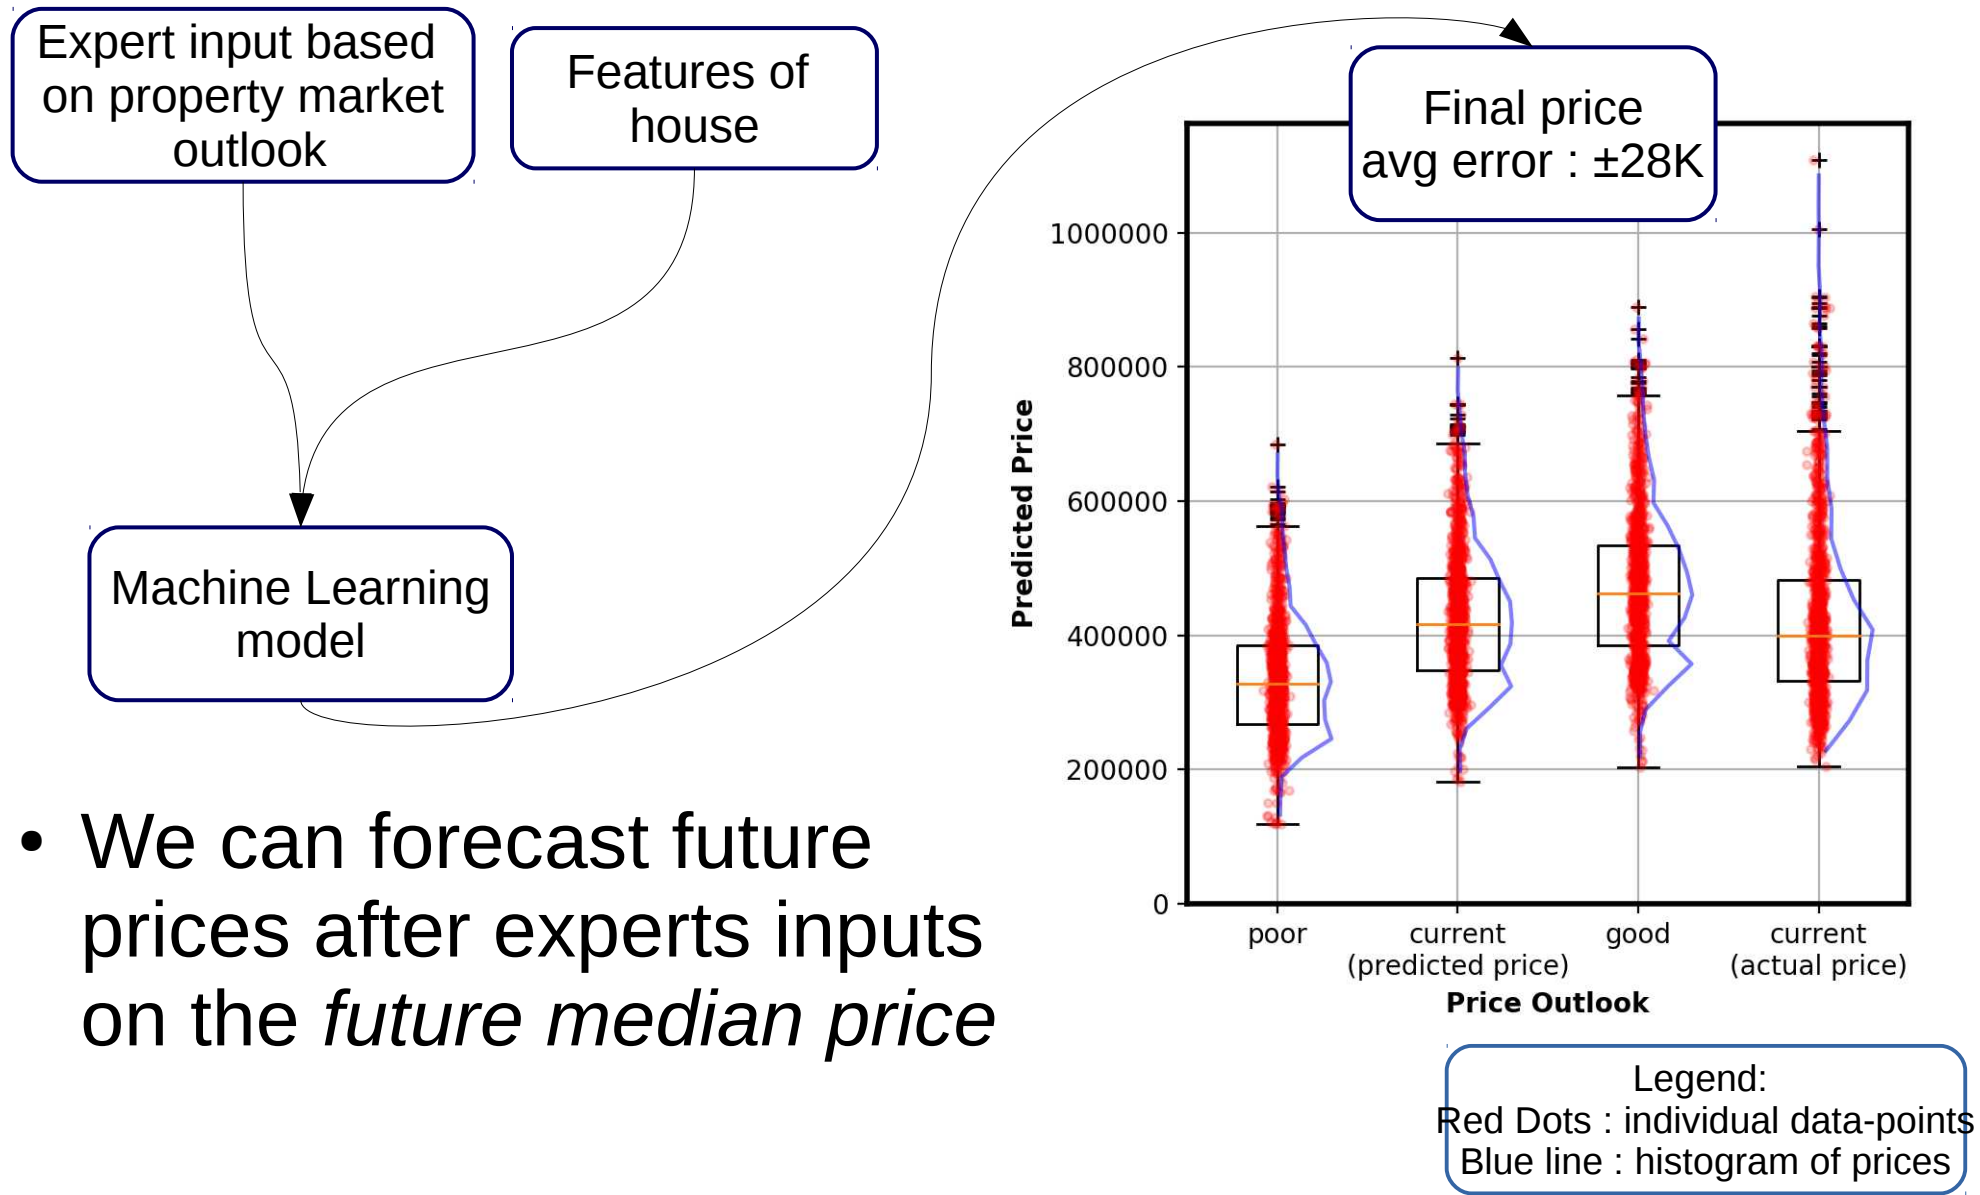 Expert input based
on property market
outlook
Features of
house
Machine Learning
model
• We can forecast future
prices after experts inputs
on the future median price
Final price
avg error : ±28K
1000000
800000
600000
400000
200000
0
Predicted Price
poor
current
(predicted price)
good
current
(actual price)
Price Outlook
Legend:
Red Dots : individual data-points
Blue line : histogram of prices